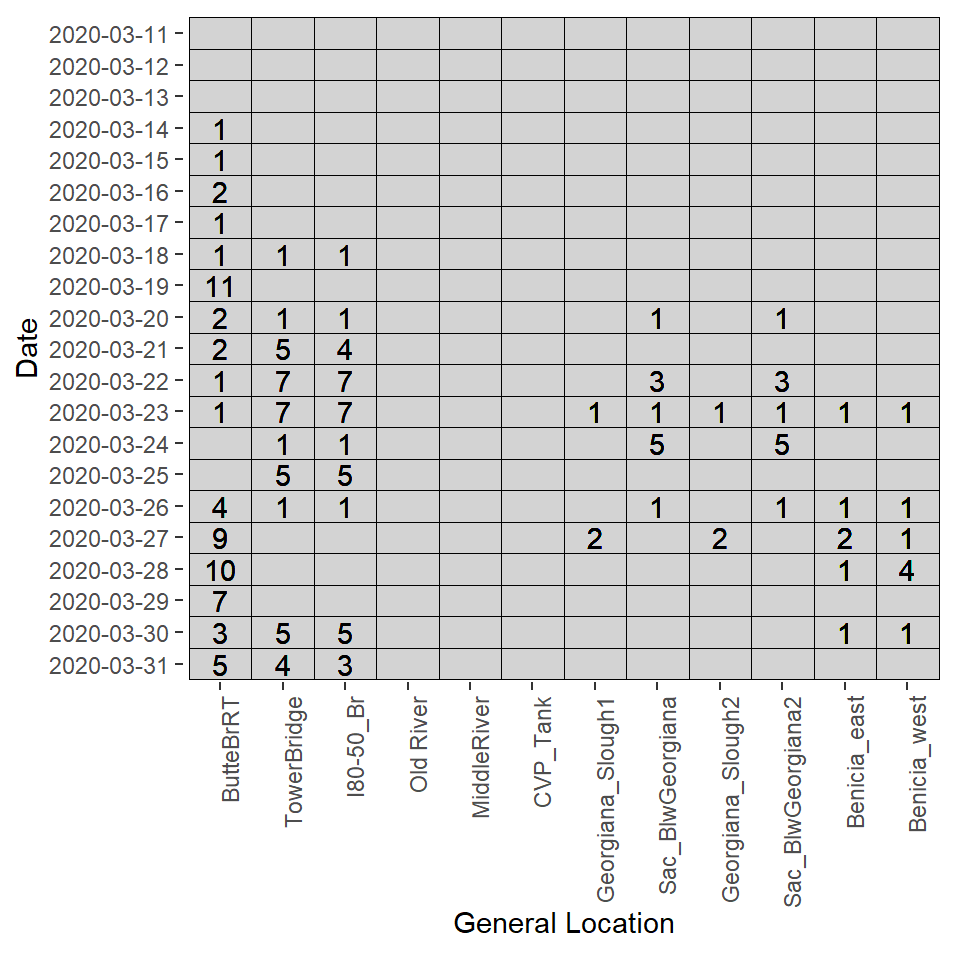 2020-03-11
2020-03-12
2020-03-13
2020-03-14 1
2020-03-15 1
2020-03-16 2
2020-03-17 1
2020-03-18 1 1 1
2020-03-19 11
2020-03-20 2 1 1 1 1
2020-03-21 2 5 4
2020-03-22 1 7 7 3 3
2020-03-23 1 7 7 1 1 1 1 1 1
2020-03-24 1 1 5 5
2020-03-25 5 5
2020-03-26 4 1 1 1 1 1 1
2020-03-27 9 2 2 2 1
2020-03-28 10 1 4
2020-03-29 7
2020-03-30 3 5 5 1 1
2020-03-31 5 4 3
Date
ButteBrRT
TowerBridge
I80-50_Br
Old River
MiddleRiver
CVP_Tank
Georgiana_Slough1
Sac_BlwGeorgiana
Georgiana_Slough2
Sac_BlwGeorgiana2
Benicia_east
Benicia_west
General Location